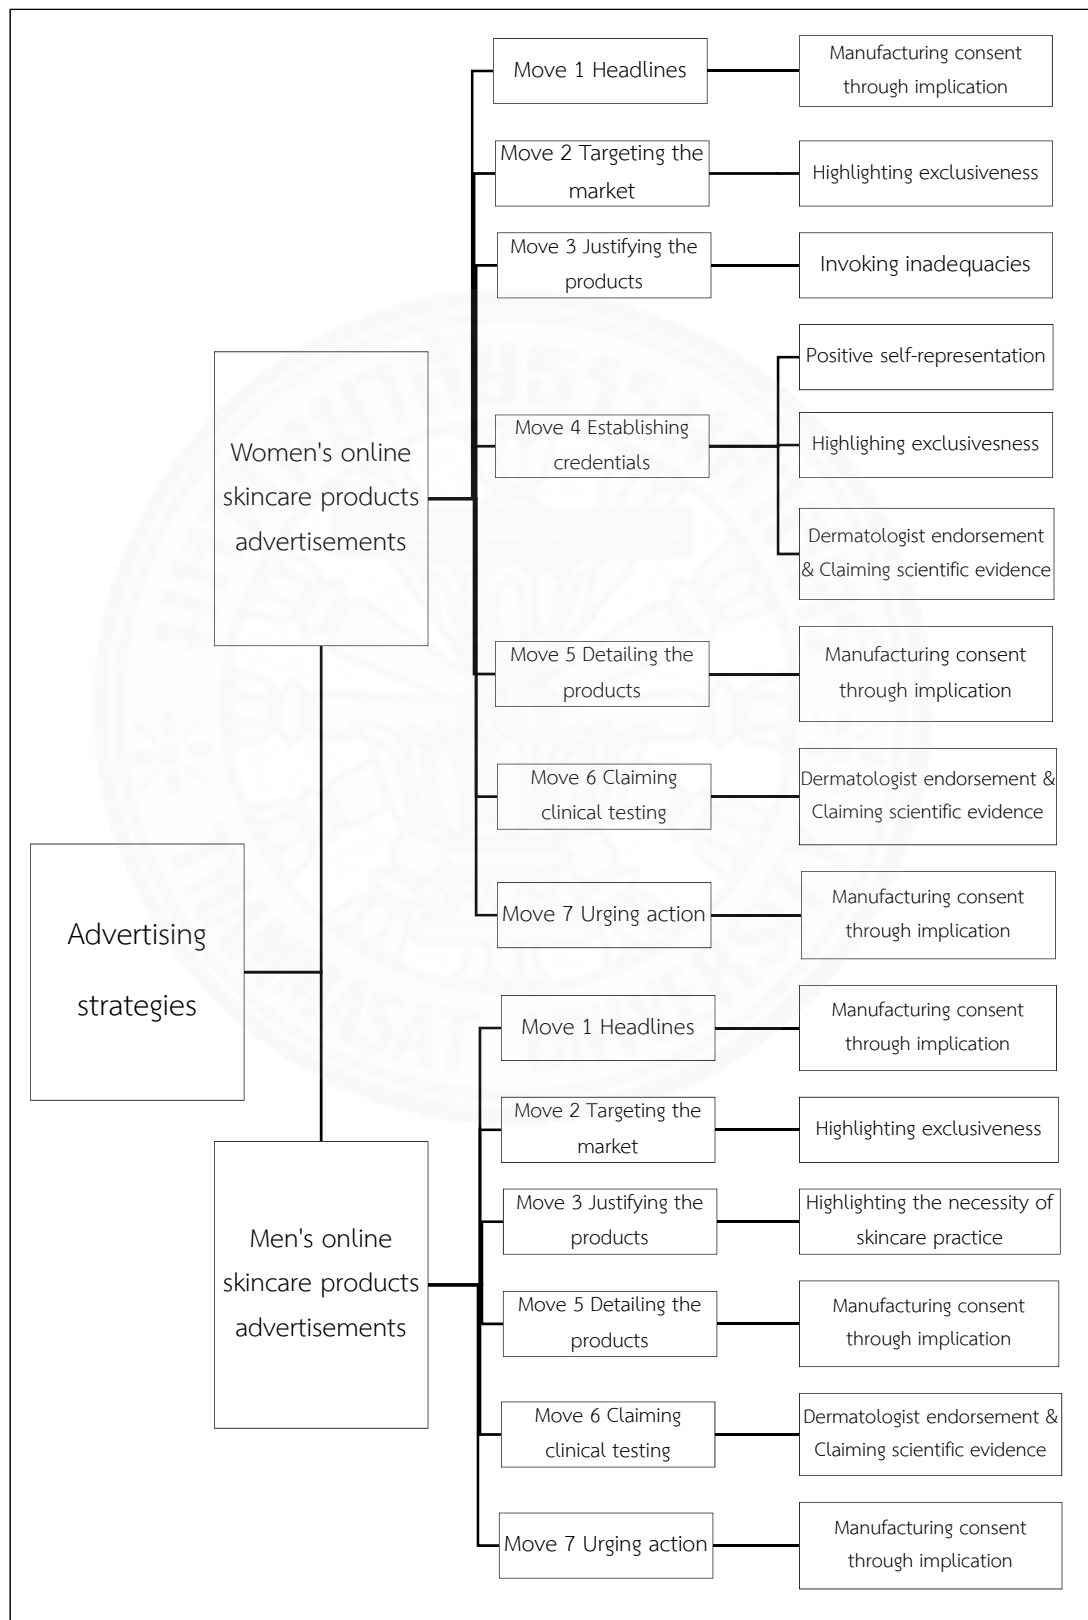 Move 1 Headlines
Manufacturing consent
through implication
Move 2 Targeting the
market
Highlighting exclusiveness
Move 3 Justifying the
products
Invoking inadequacies
Women's online
skincare products
advertisements
Move 4 Establishing
credentials
Positive self-representation
Highlighing exclusivesness
Dermatologist endorsement
& Claiming scientific evidence
Move 5 Detailing the
products
Manufacturing consent
through implication
Move 6 Claiming
clinical testing
Dermatologist endorsement &
Claiming scientific evidence
Move 7 Urging action
Manufacturing consent
through implication
Advertising
strategies
Move 1 Headlines
Manufacturing consent
through implication
Move 2 Targeting the
market
Highlighting exclusiveness
Men's online
skincare products
advertisements
Move 3 Justifying the
products
Highlighting the necessity of
skincare practice
Move 5 Detailing the
products
Manufacturing consent
through implication
Move 6 Claiming
clinical testing
Dermatologist endorsement &
Claiming scientific evidence
Move 7 Urging action
Manufacturing consent
through implication
THAMMASAT UNIVERSITY